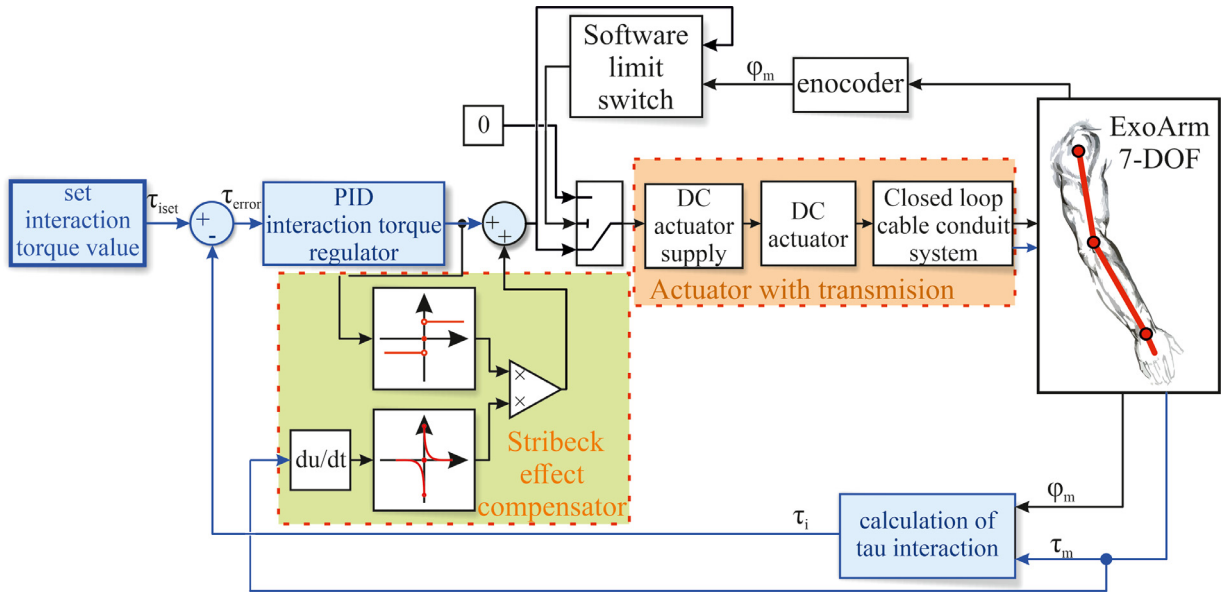 Software
limit
switch
φm
enocoder
ExoArm
7-DOF
0
set
interaction
torque value
τiset
+
-
τerror
PID
interaction torque
regulator
+
+
DC
actuator
supply
DC
actuator
Closed loop
cable conduit
system
Actuator with transmision
×
×
du/dt
Stribeck
effect
compensator
φm
τi
calculation of
tau interaction
τm